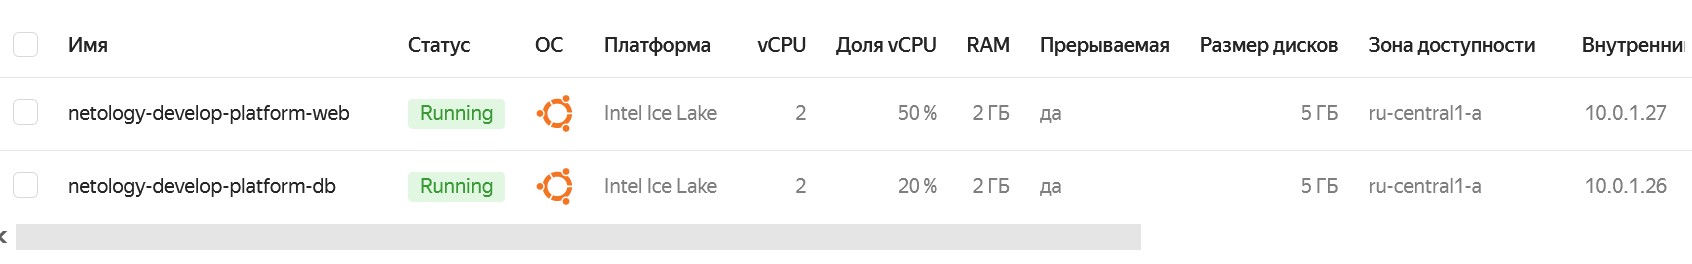 Имя Статус ОС Платформа vCPU Доля vCPU RAM Прерываемая Размер дисков Зона доступности
netology-develop-platform-web Running Intel Ice Lake 2 50 % 2 ГБ да 5 ГБ ru-central1-a 10.0.1.27
netology-develop-platform-db Running Intel Ice Lake 2 20 % 2 ГБ да 5 ГБ ru-central1-a 10.0.1.26